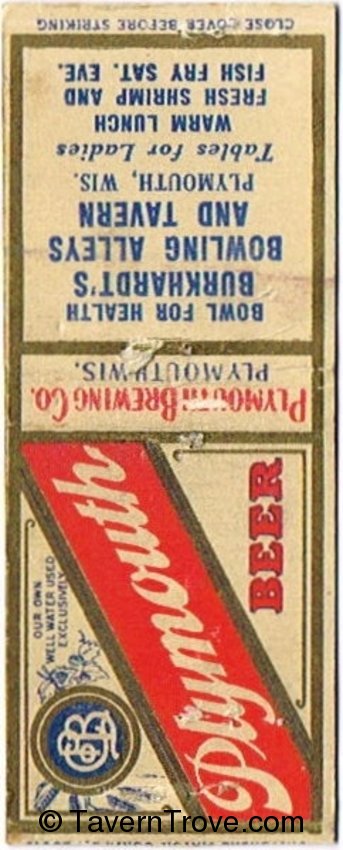 CLOSE COVER BEFORE STRIKING
BOWL FOR HEALTH
BURKHARDT'S
BOWLING ALLEYS
AND TAVERN
PLYMOUTH, WIS.
Tables for Ladies
WARM LUNCH
FRESH SHRIMP AND
FISH FRY SAT. EVE.
PLYMOUTH BREWING CO.
PLYMOUTH, WIS.
Plymouth
BEER
OUR OWN
WELL WATER USED
EXCLUSIVELY
© TavernTrove.com